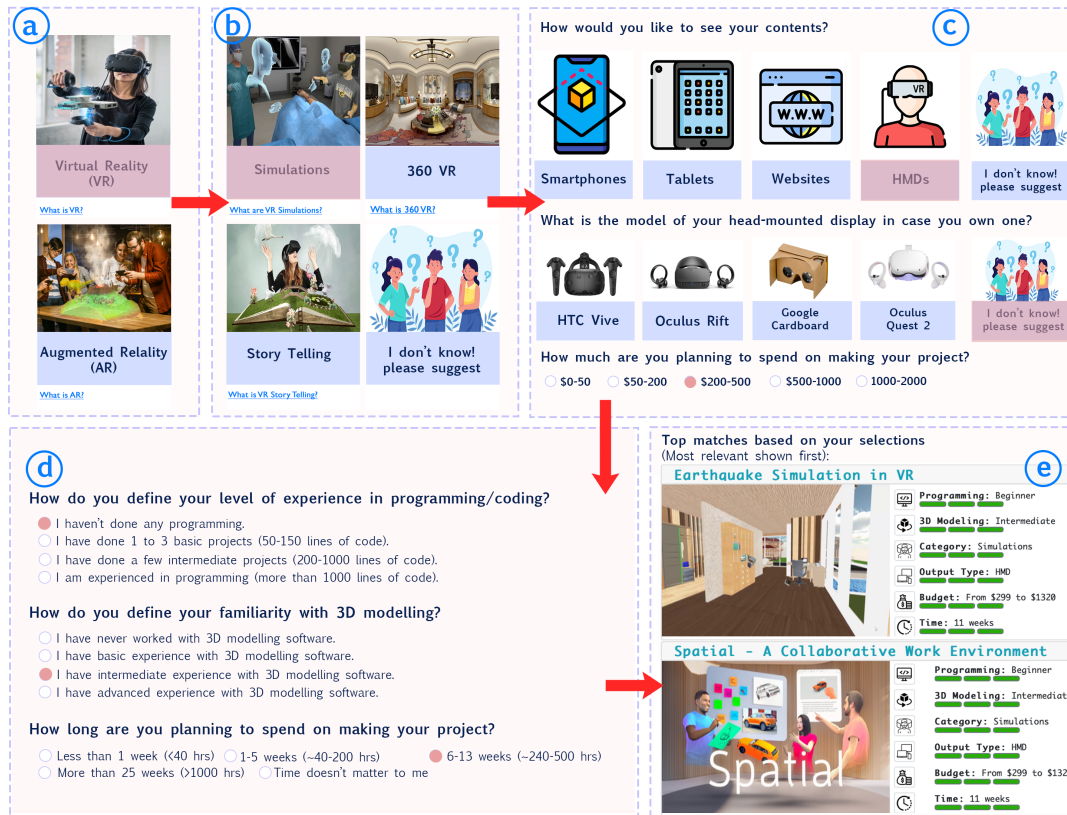 a
Virtual Reality
(VR)
What is VR?
Augmented Relality
(AR)
What is AR?
b
Simulations
What are VR Simulations?
360 VR
What is 360 VR?
Story Telling
What is VR Story Telling?
I don't know!
please suggest
c
How would you like to see your contents?
W.W.W
VR
Smartphones
Tablets
Websites
HMDs
I don't know!
please suggest
What is the model of your head-mounted display in case you own one?
HTC Vive
Oculus Rift
Google
Cardboard
Oculus
Quest 2
I don't know!
please suggest
How much are you planning to spend on making your project?
$0-50
$50-200
$200-500
$500-1000
1000-2000
d
How do you define your level of experience in programming/coding?
I haven't done any programming.
I have done 1 to 3 basic projects (50-150 lines of code).
I have done a few intermediate projects (200-1000 lines of code).
I am experienced in programming (more than 1000 lines of code).
How do you define your familiarity with 3D modelling?
I have never worked with 3D modelling software.
I have basic experience with 3D modelling software.
I have intermediate experience with 3D modelling software.
I have advanced experience with 3D modelling software.
How long are you planning to spend on making your project?
Less than 1 week (<40 hrs)
1-5 weeks (~40-200 hrs)
6-13 weeks (~240-500 hrs)
More than 25 weeks (>1000 hrs)
Time doesn't matter to me
e
Top matches based on your selections
(Most relevant shown first):
Earthquake Simulation in VR
Programming: Beginner
3D Modeling: Intermediate
Category: Simulations
Output Type: HMD
Budget: From $299 to $1320
Time: 11 weeks
Spatial - A Collaborative Work Environment
Spatial
Programming: Beginner
3D Modeling: Intermediat
Category: Simulations
Output Type: HMD
Budget: From $299 to $132
Time: 11 weeks